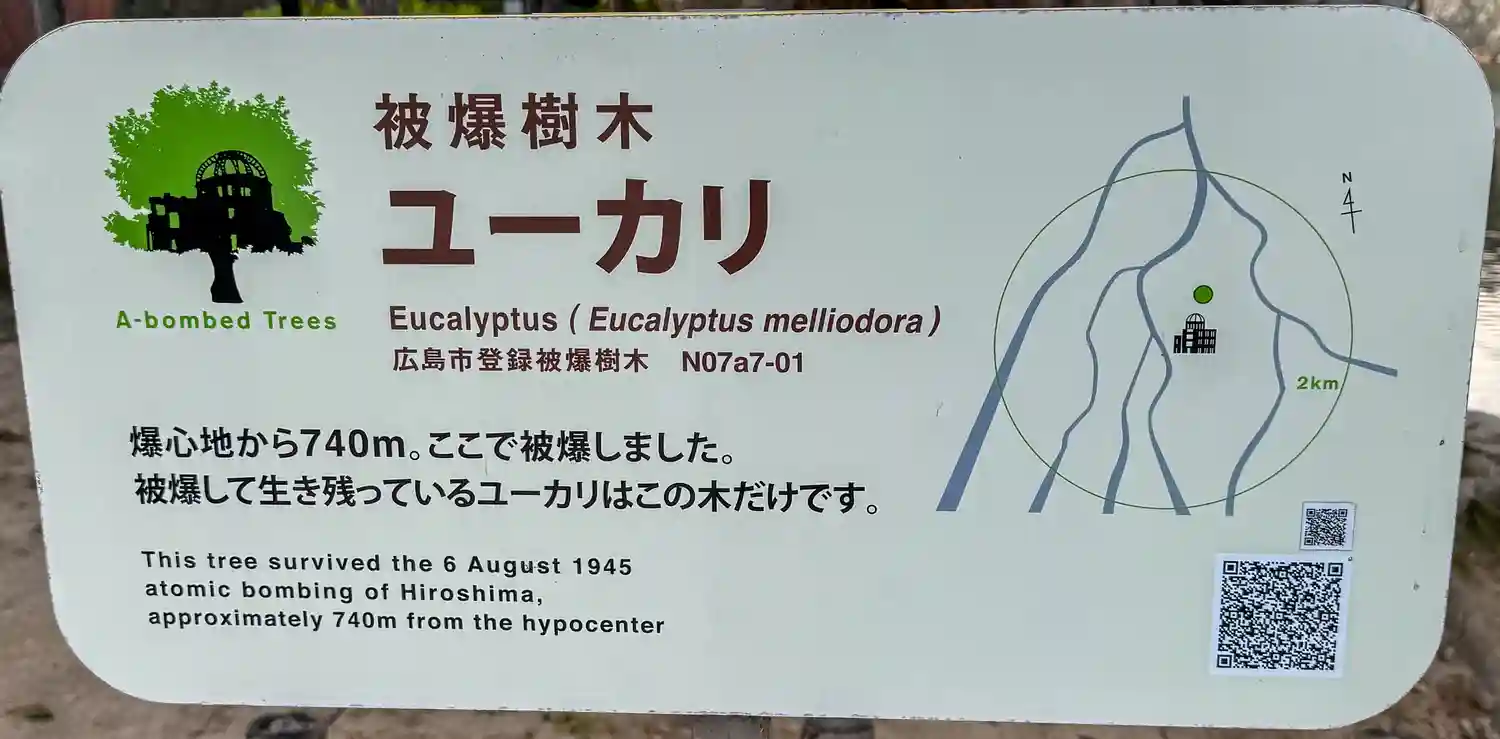 被爆樹木
ユーカリ
A-bombed Trees
Eucalyptus (Eucalyptus melliodora)
広島市登録被爆樹木 N07a7-01
爆心地から740m。ここで被爆しました。
被爆して生き残っているユーカリはこの木だけです。
This tree survived the 6 August 1945
atomic bombing of Hiroshima,
approximately 740m from the hypocenter
N
2km